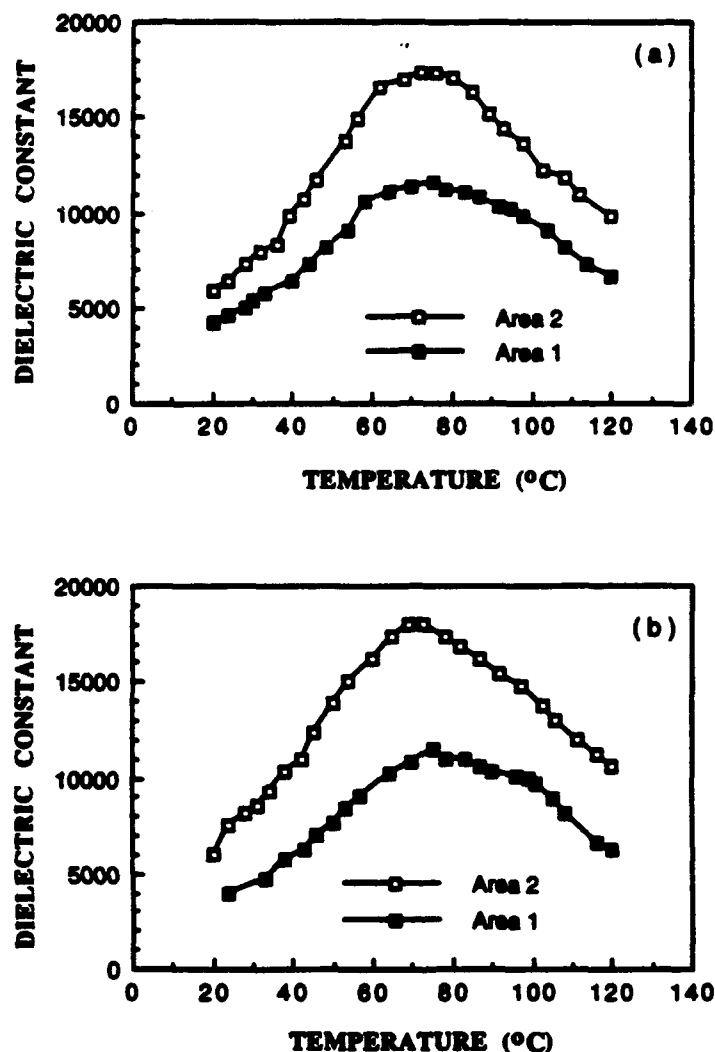 (a)
DIELECTRIC CONSTANT
20000
15000
10000
5000
0
Area 2
Area 1
0 20 40 60 80 100 120 140
TEMPERATURE (°C)
(b)
DIELECTRIC CONSTANT
20000
15000
10000
5000
0
Area 2
Area 1
0 20 40 60 80 100 120 140
TEMPERATURE (°C)